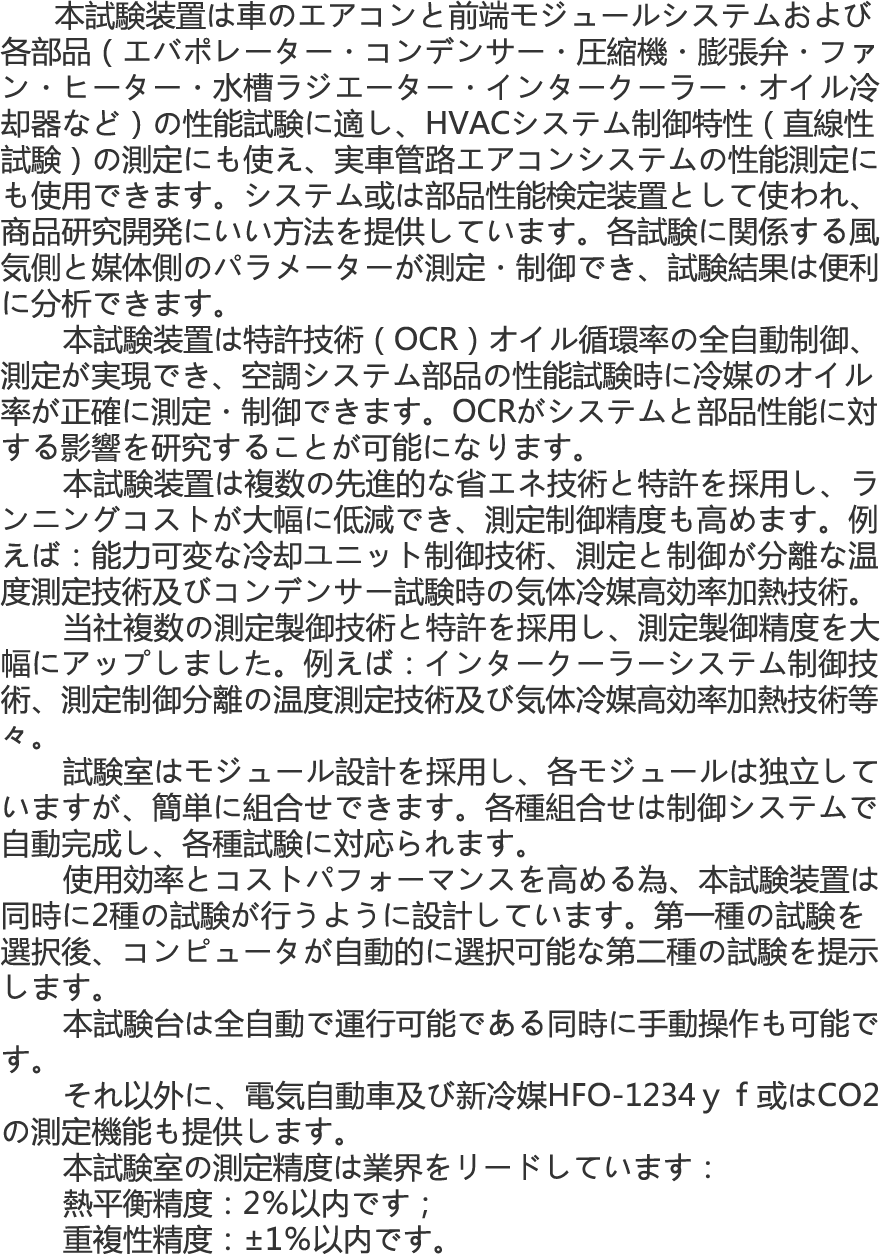 本試験装置は車のエアコンと前端モジュールシステムおよび
各部品（エバポレーター・コンデンサー・圧縮機・膨張弁・ファ
ン・ヒーター・水槽ラジエーター・インタークーラー・オイル冷
却器など）の性能試験に適し、HVACシステム制御特性（直線性
試験）の測定にも使え、実車管路エアコンシステムの性能測定に
も使用できます。システム或は部品性能検定装置として使われ、
商品研究開発にいい方法を提供しています。各試験に関係する風
気側と媒体側のパラメーターが測定・制御でき、試験結果は便利
に分析できます。
本試験装置は特許技術（OCR）オイル循環率の全自動制御、
測定が実現でき、空調システム部品の性能試験時に冷媒のオイル
率が正確に測定・制御できます。OCRがシステムと部品性能に対
する影響を研究することが可能になります。
本試験装置は複数の先進的な省エネ技術と特許を採用し、ラ
ンニングコストが大幅に低減でき、測定制御精度も高めます。例
えば：能力可変な冷却ユニット制御技術、測定と制御が分離な温
度測定技術及びコンデンサー試験時の気体冷媒高効率加熱技術。
当社複数の測定製御技術と特許を採用し、測定製御精度を大
幅にアップしました。例えば：インタークーラーシステム制御技
術、測定制御分離の温度測定技術及び気体冷媒高効率加熱技術等
々。
試験室はモジュール設計を採用し、各モジュールは独立して
いますが、簡単に組合せできます。各種組合せは制御システムで
自動完成し、各種試験に対応られます。
使用効率とコストパフォーマンスを高める為、本試験装置は
同時に2種の試験が行うように設計しています。第一種の試験を
選択後、コンピュータが自動的に選択可能な第二種の試験を提示
します。
本試験台は全自動で運行可能である同時に手動操作も可能で
す。
それ以外に、電気自動車及び新冷媒HFO-1234ｙｆ或はCO2
の測定機能も提供します。
本試験室の測定精度は業界をリードしています：
熱平衡精度：2%以内です；
重複性精度：±1%以内です。